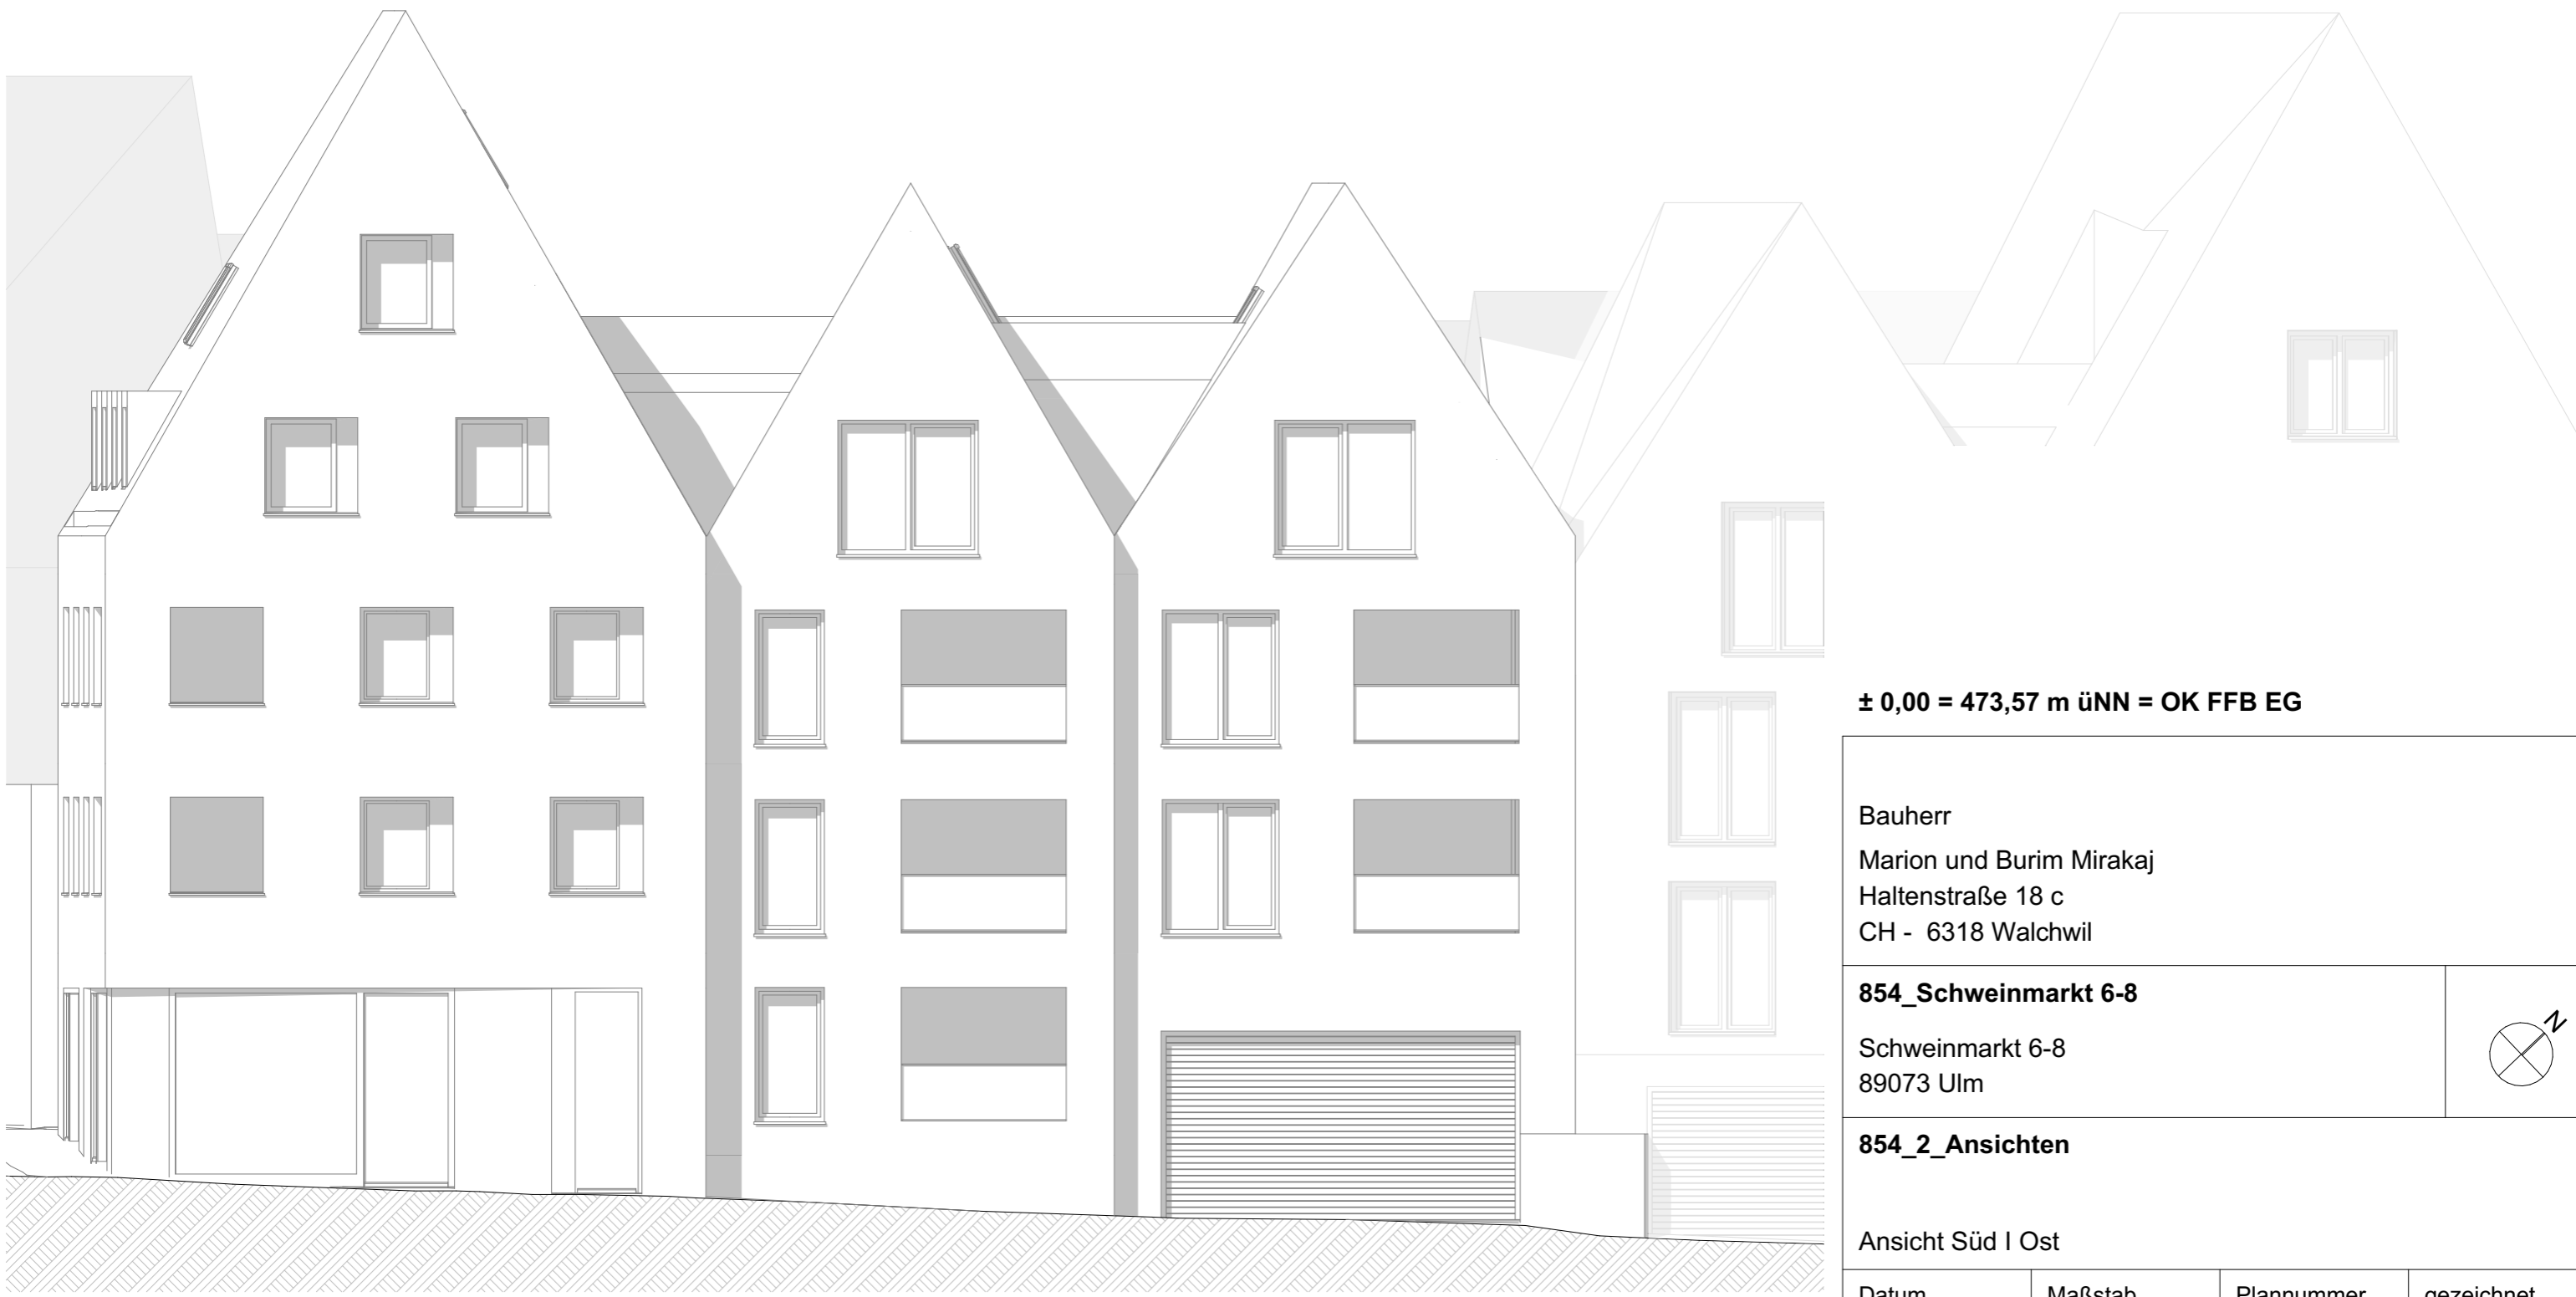 ± 0,00 = 473,57 m üNN = OK FFB EG
Bauherr
Marion und Burim Mirakaj
Haltenstraße 18 c
CH - 6318 Walchwil
854_Schweinmarkt 6-8
Schweinmarkt 6-8
89073 Ulm
N
854_2_Ansichten
Ansicht Süd I Ost
Datum Maßstab Plannummer gezeichnet